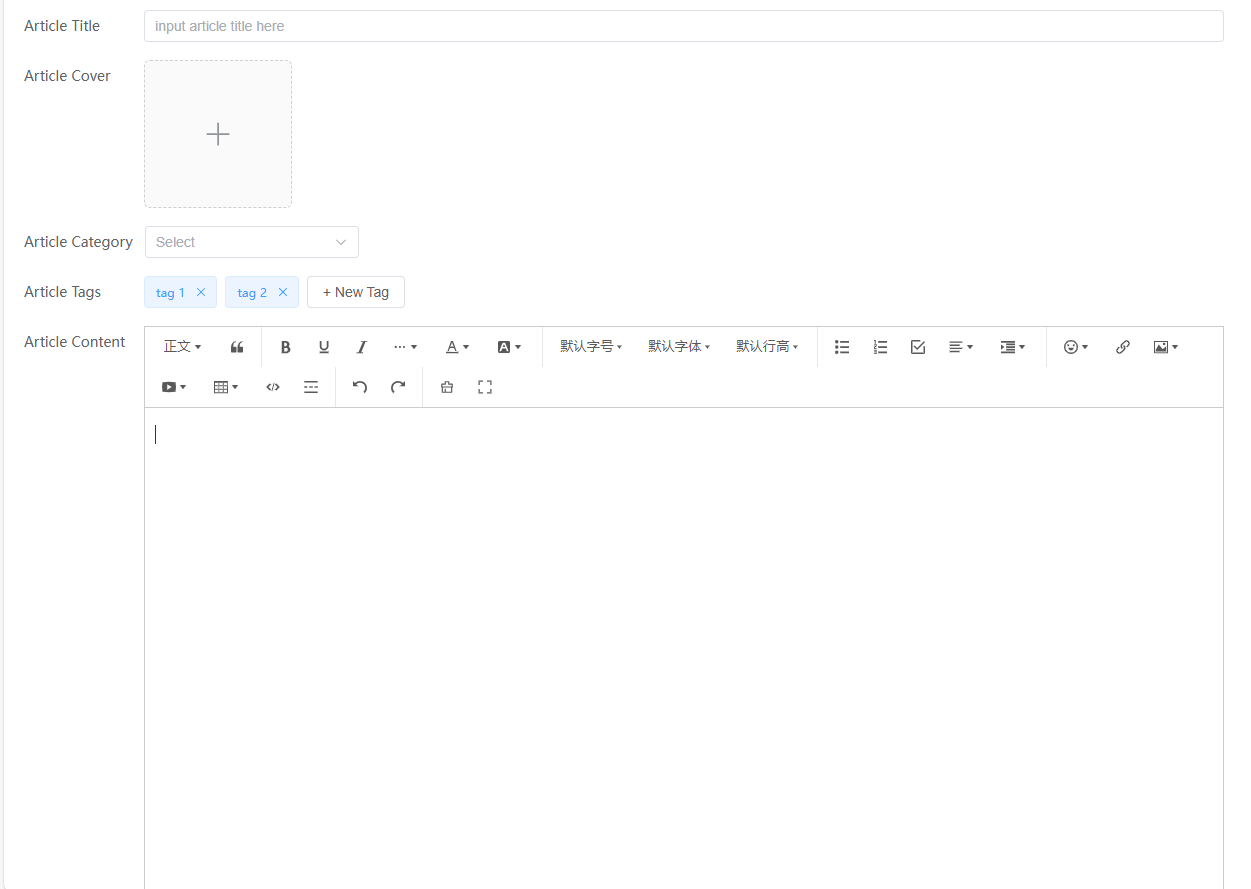 Article Title input article title here
Article Cover
Article Category Select
Article Tags tag 1 tag 2 + New Tag
Article Content 正文 B U I A A 默认字号 默认字体 默认行高